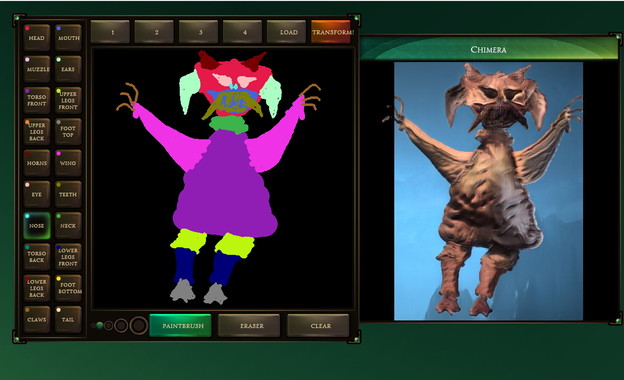 1
2
3
4
LOAD
TRANSFORM!
CHIMERA
HEAD
MOUTH
MUZZLE
EARS
TORSO
FRONT
UPPER
LEGS
FRONT
UPPER
LEGS
BACK
FOOT
TOP
HORNS
WING
EYE
TEETH
NOSE
NECK
TORSO
BACK
LOWER
LEGS
FRONT
LOWER
LEGS
BACK
FOOT
BOTTOM
CLAWS
TAIL
PAINTBRUSH
ERASER
CLEAR